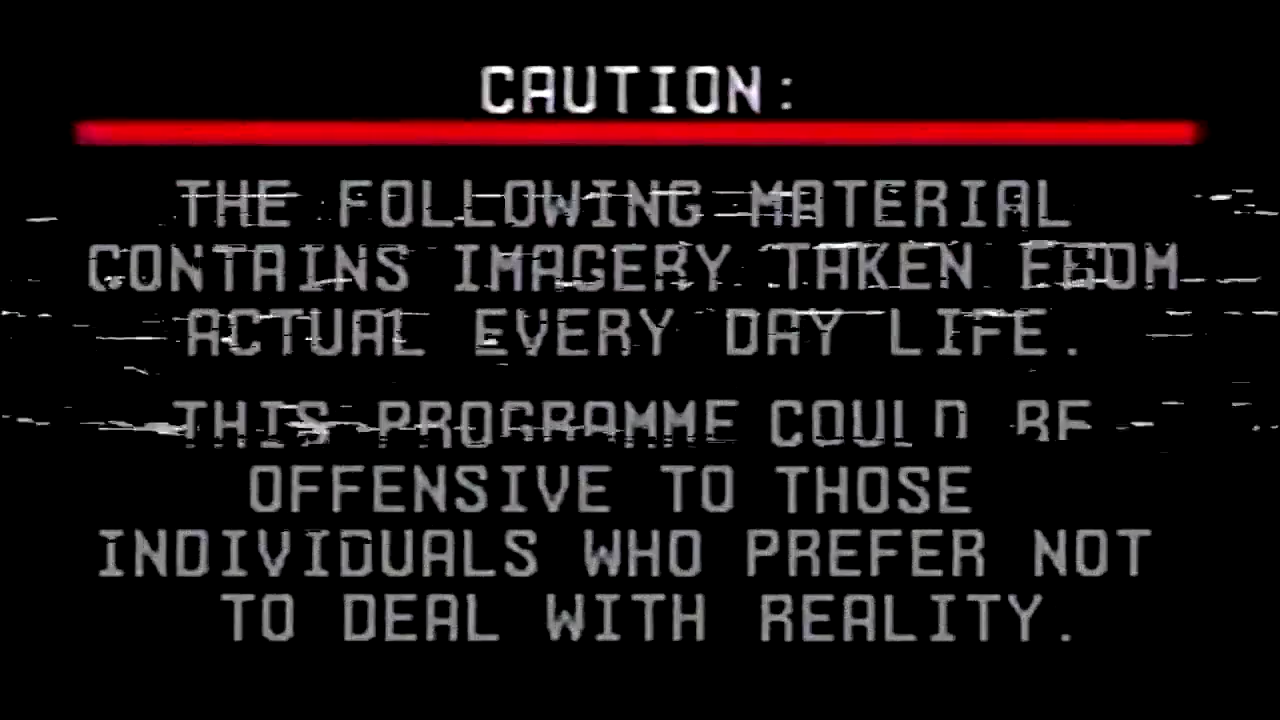 CAUTION:
THE FOLLOWING MATERIAL
CONTAINS IMAGERY TAKEN FROM
ACTUAL EVERY DAY LIFE.
THIS PROGRAMME COULD BE
OFFENSIVE TO THOSE
INDIVIDUALS WHO PREFER NOT
TO DEAL WITH REALITY.